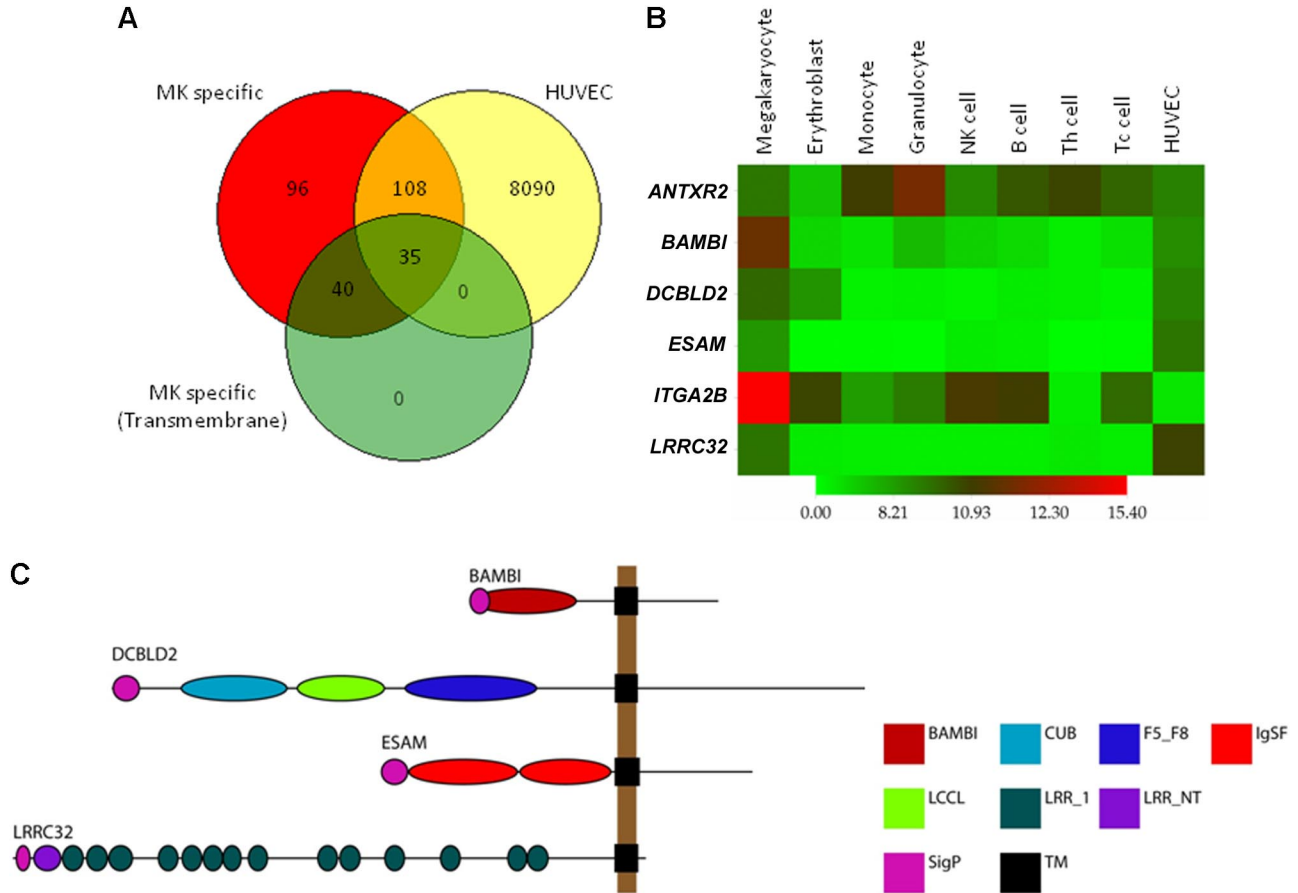 A
MK specific
HUVEC
96
108
8090
35
40
0
MK specific
(Transmembrane)
0
B
Megakaryocyte
Erythroblast
Monocyte
Granulocyte
NK cell
B cell
Th cell
Tc cell
HUVEC
ANTXR2
BAMBI
DCBLD2
ESAM
ITGA2B
LRRC32
0.00 8.21 10.93 12.30 15.40
C
BAMBI
DCBLD2
ESAM
LRRC32
BAMBI CUB F5_F8 IgSF
LCCL LRR_1 LRR_NT
SigP TM